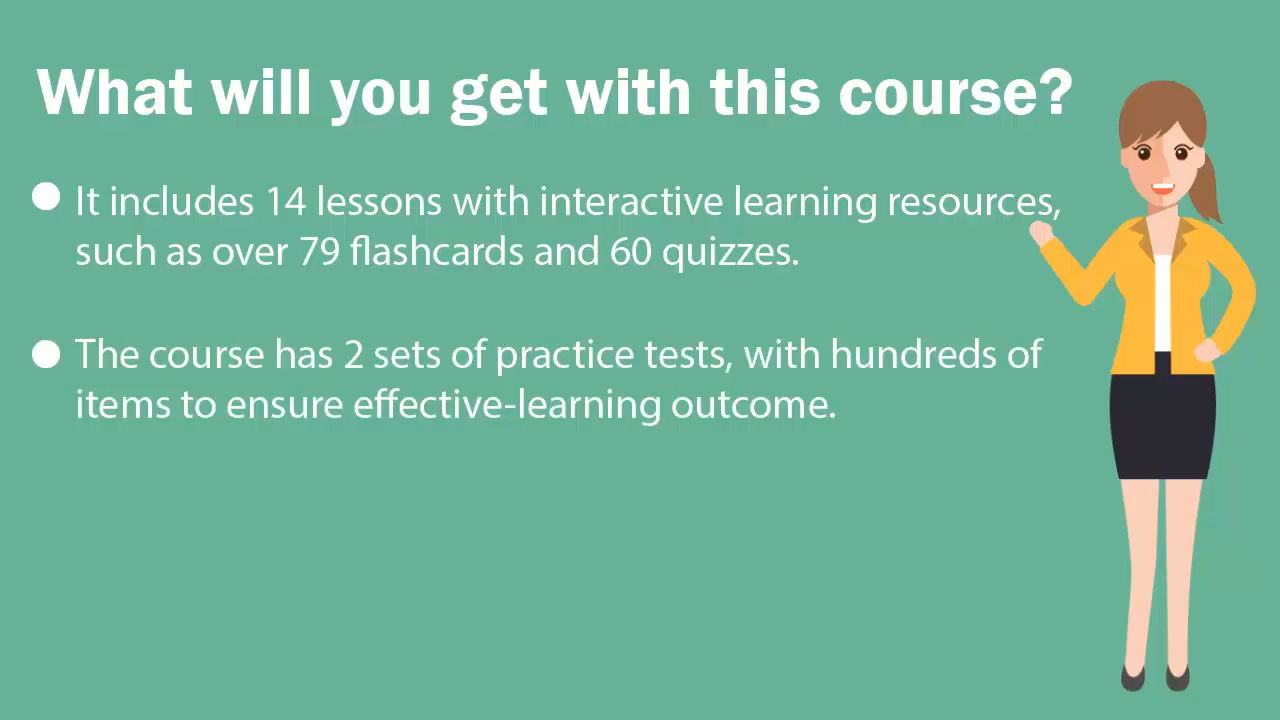 What will you get with this course?
It includes 14 lessons with interactive learning resources,
such as over 79 flashcards and 60 quizzes.
The course has 2 sets of practice tests, with hundreds of
items to ensure effective-learning outcome.